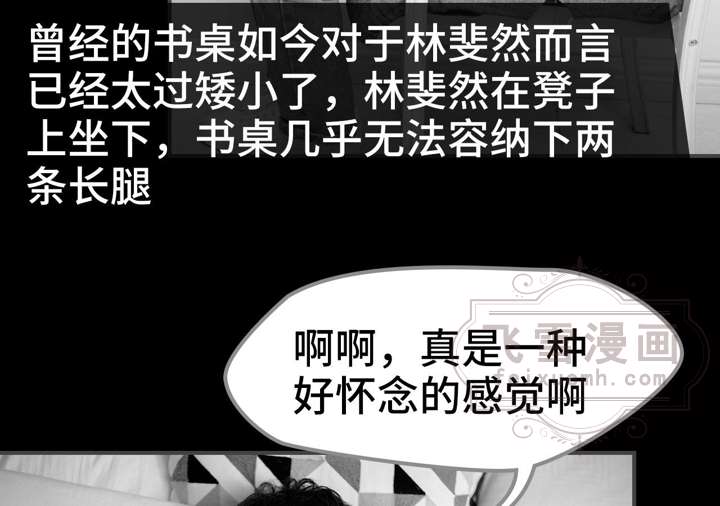 曾经的书桌如今对于林斐然而言
已经太过矮小了，林斐然在凳子
上坐下，书桌几乎无法容纳下两
条长腿
飞雪漫画
feixuemh.com
啊啊，真是一种
好怀念的感觉啊